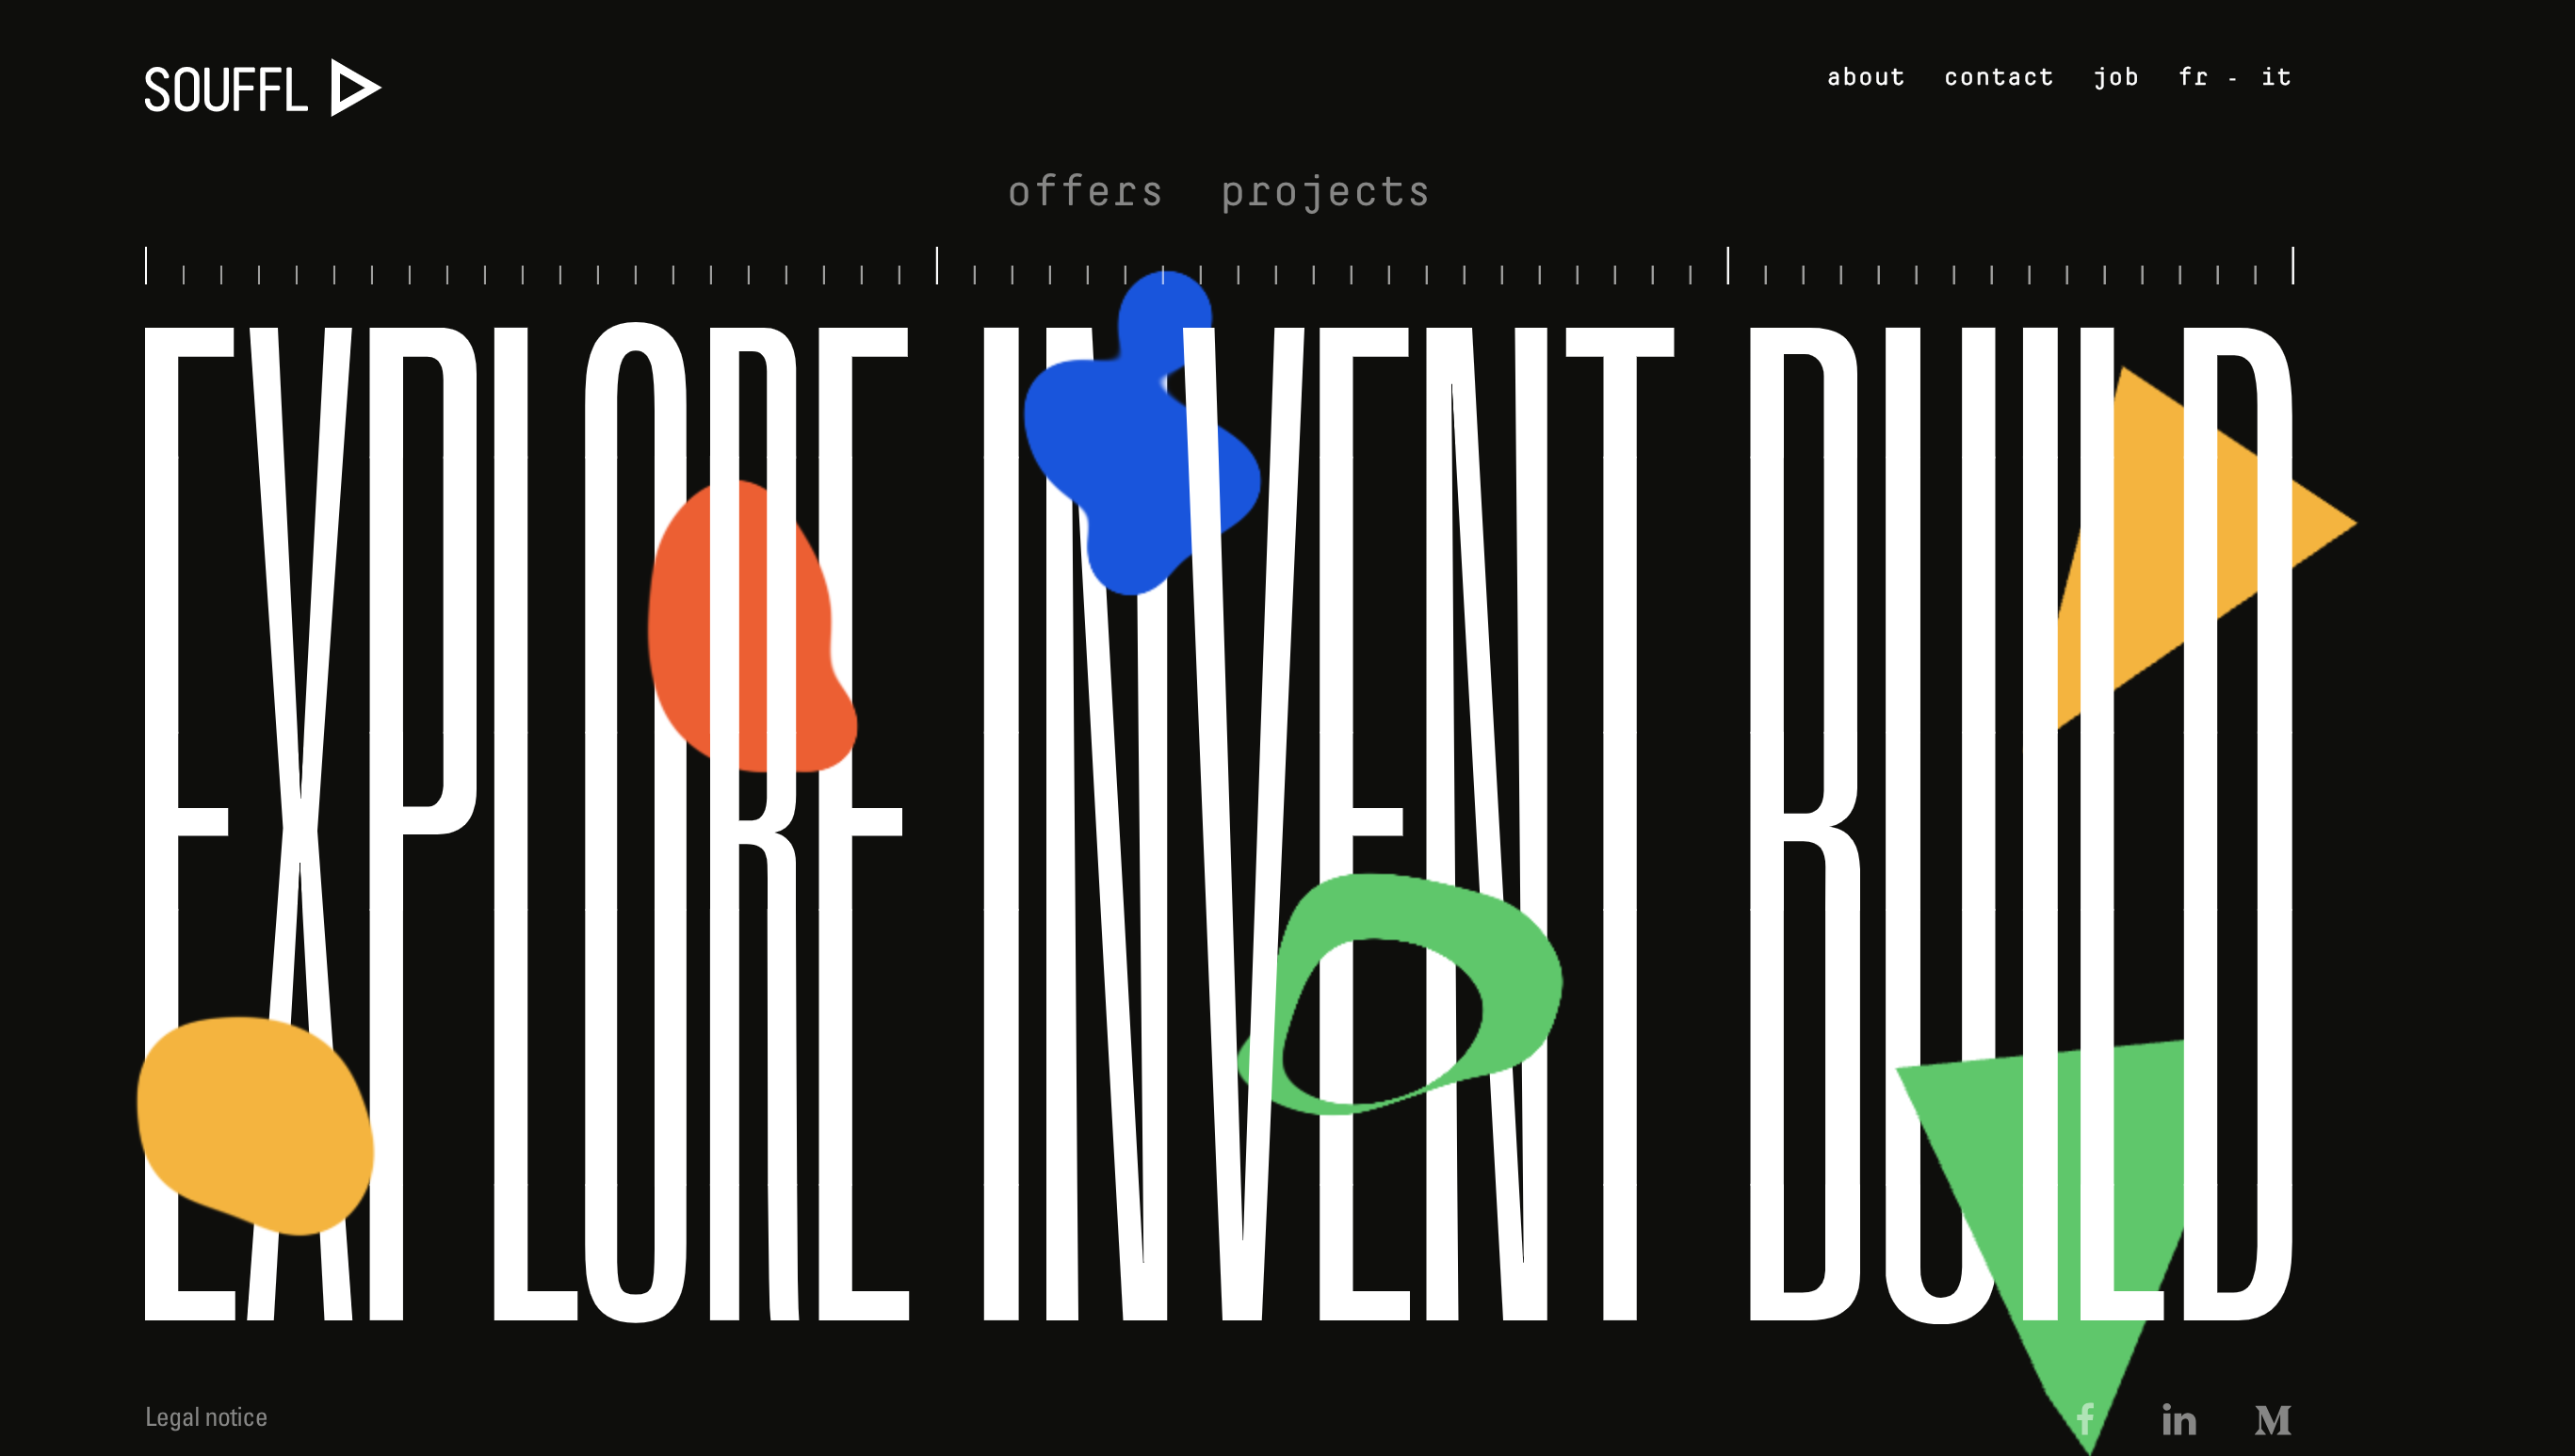 SOUFFL
about contact job fr - it
offers projects
EXPLORE INVENT BUILD
Legal notice
f in M